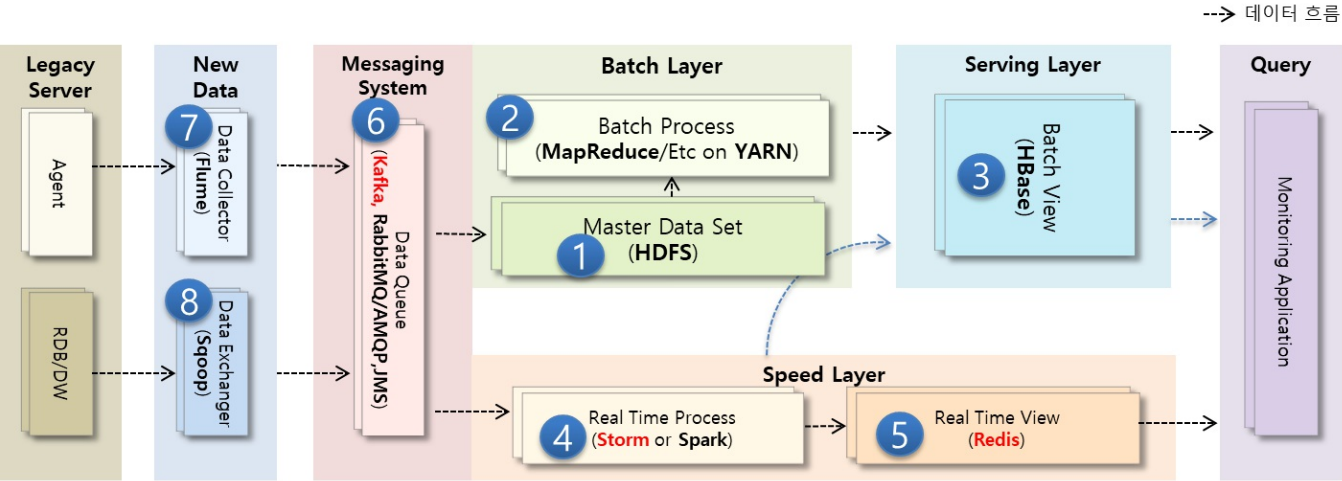 데이터 흐름
Legacy
Server
Agent
RDB/DW
New
Data
7
Data Collector
(Flume)
8
Data Exchanger
(Sqoop)
Messaging
System
6
Data Queue
(Kafka, RabbitMQ/AMQP,JMS)
Batch Layer
2
Batch Process
(MapReduce/Etc on YARN)
Master Data Set
1
(HDFS)
Serving Layer
3
Batch View
(HBase)
Speed Layer
4
Real Time Process
(Storm or Spark)
5
Real Time View
(Redis)
Query
Monitoring Application